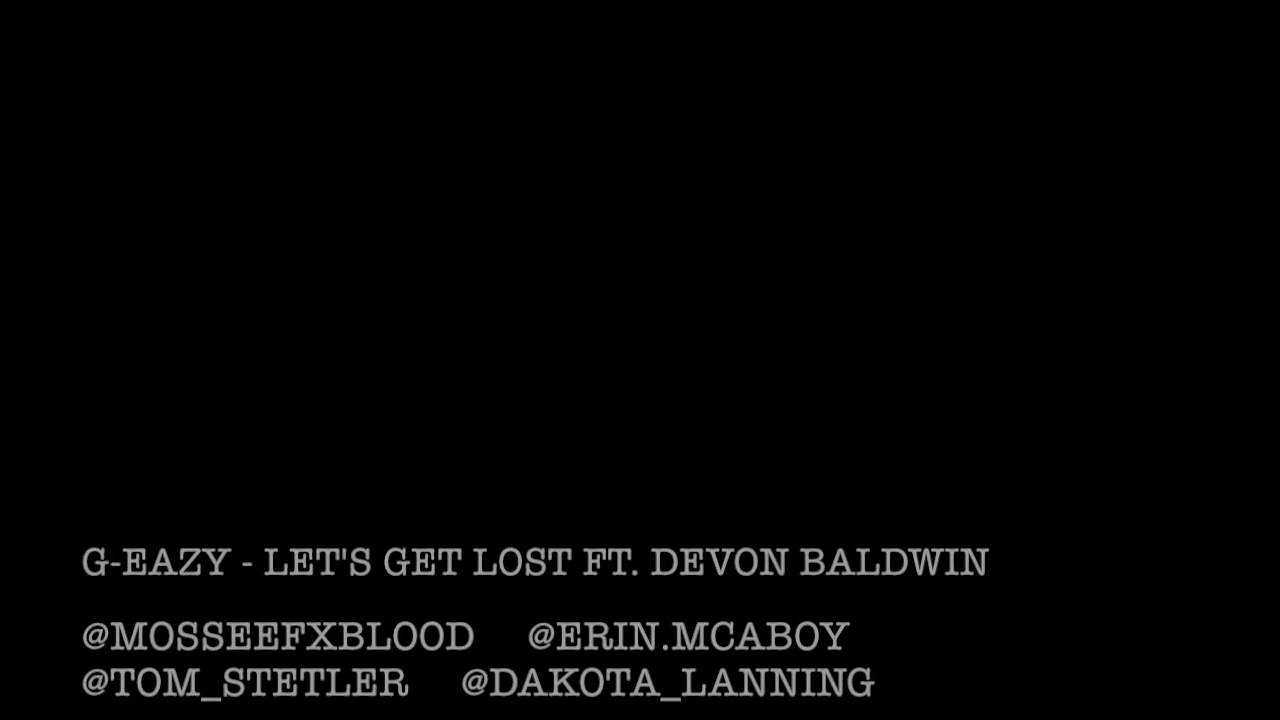 G-EAZY - LET'S GET LOST FT. DEVON BALDWIN
@MOSSEEFXBLOOD @ERIN.MCABOY
@TOM_STETLER @DAKOTA_LANNING